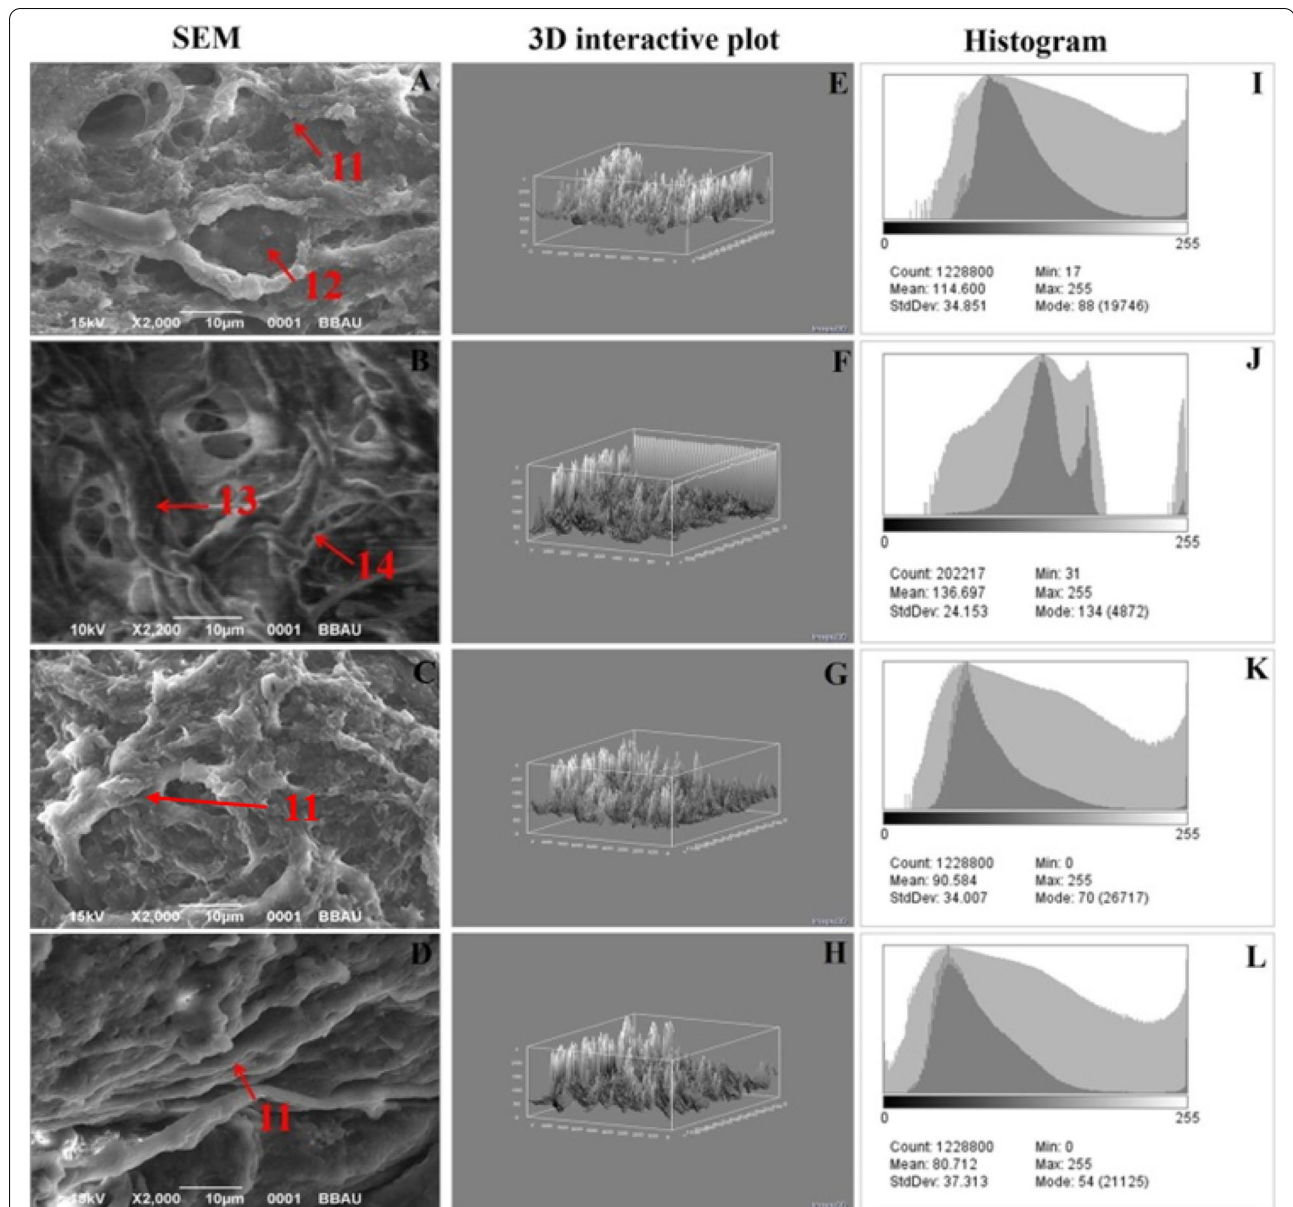 SEM 3D interactive plot Histogram
A
11
12
15kV X2,000 10µm 0001 BBAU
E
I
0 255
Count: 1228800 Min: 17
Mean: 114.600 Max: 255
StdDev: 34.851 Mode: 88 (19746)
B
13
14
10kV X2,200 10µm 0001 BBAU
F
J
0 255
Count: 202217 Min: 31
Mean: 136.697 Max: 255
StdDev: 24.153 Mode: 134 (4872)
C
11
15kV X2,000 10µm 0001 BBAU
G
K
0 255
Count: 1228800 Min: 0
Mean: 90.584 Max: 255
StdDev: 34.007 Mode: 70 (26717)
D
11
15kV X2,000 10µm 0001 BBAU
H
L
0 255
Count: 1228800 Min: 0
Mean: 80.712 Max: 255
StdDev: 37.313 Mode: 54 (21125)